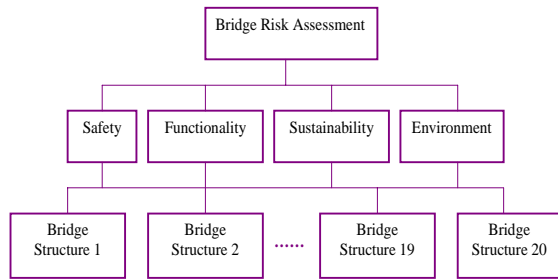 Bridge Risk Assessment
Safety
Functionality
Sustainability
Environment
Bridge
Structure 1
Bridge
Structure 2
......
Bridge
Structure 19
Bridge
Structure 20